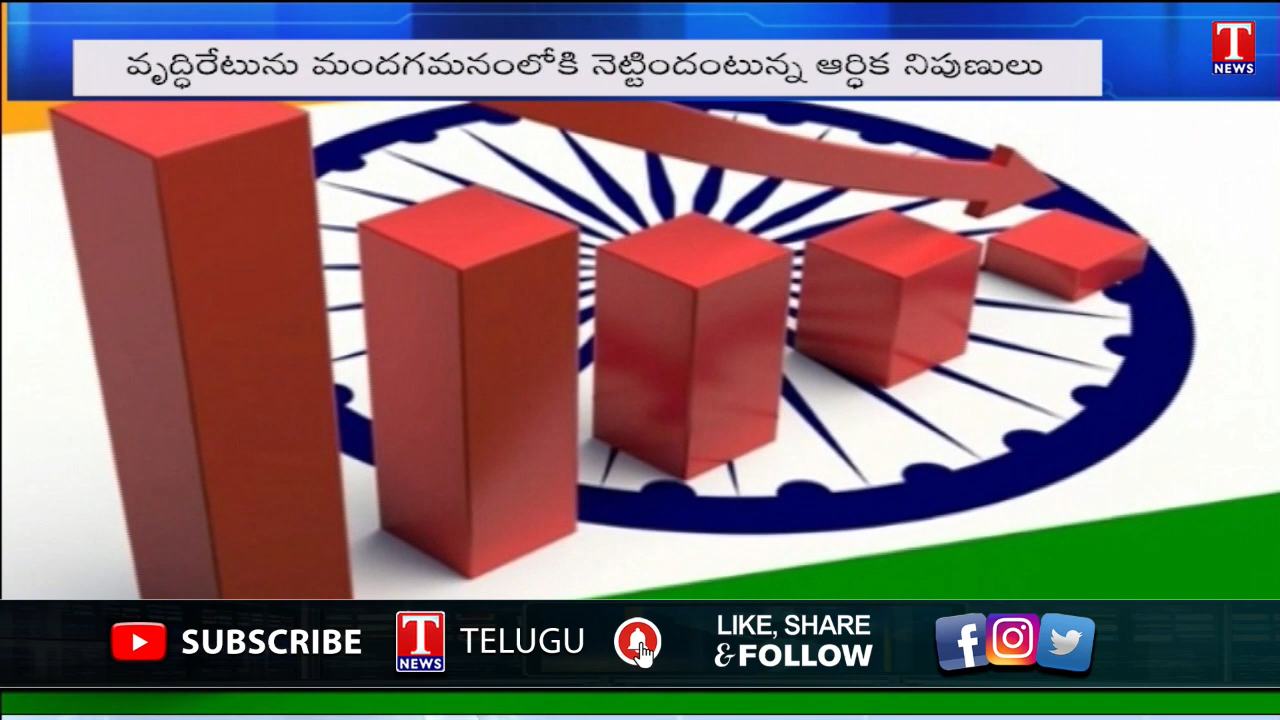 వృద్ధిరేటును మందగమనంలోకి నెట్టిందంటున్న ఆర్ధిక నిపుణులు
T
NEWS
SUBSCRIBE
T
NEWS
TELUGU
LIKE, SHARE
& FOLLOW